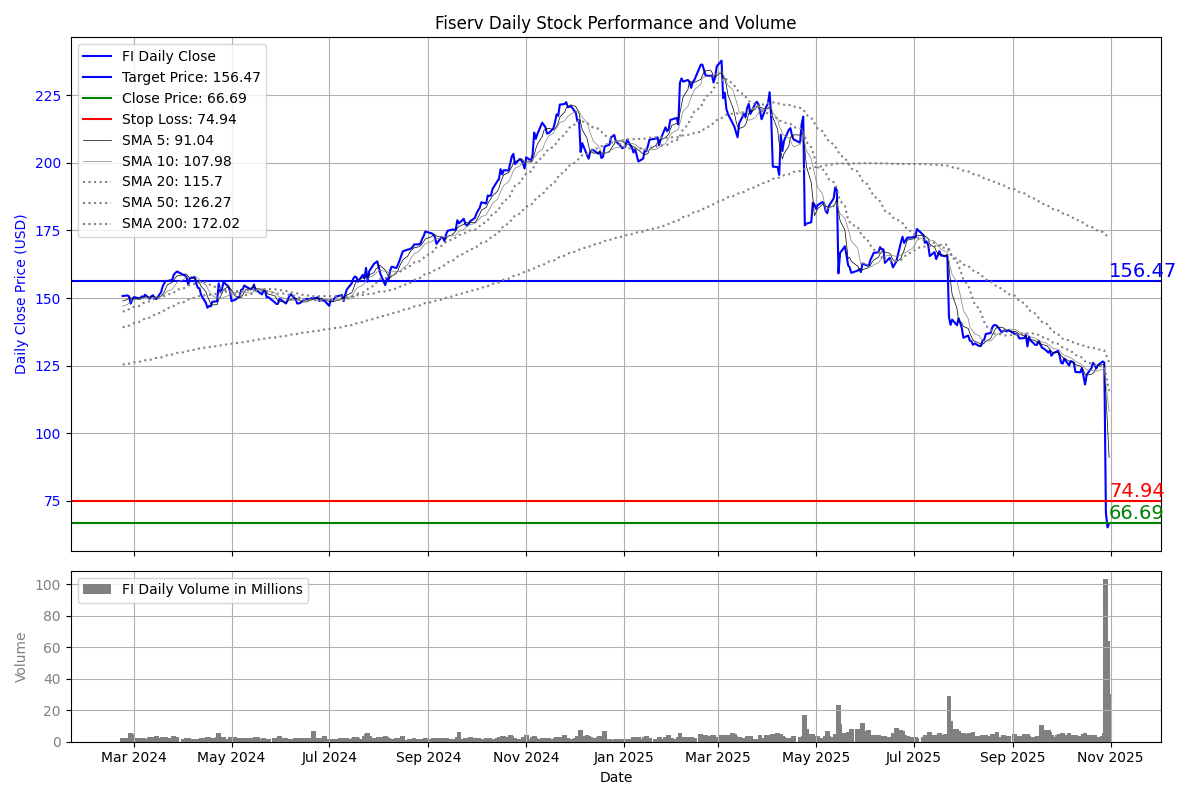 Fiserv Daily Stock Performance and Volume
FI Daily Close
Target Price: 156.47
Close Price: 66.69
Stop Loss: 74.94
SMA 5: 91.04
SMA 10: 107.98
SMA 20: 115.7
SMA 50: 126.27
SMA 200: 172.02
Daily Close Price (USD)
225
200
175
150
125
100
75
156.47
74.94
66.69
FI Daily Volume in Millions
Volume
100
80
60
40
20
0
Mar 2024 May 2024 Jul 2024 Sep 2024 Nov 2024 Jan 2025 Mar 2025 May 2025 Jul 2025 Sep 2025 Nov 2025
Date